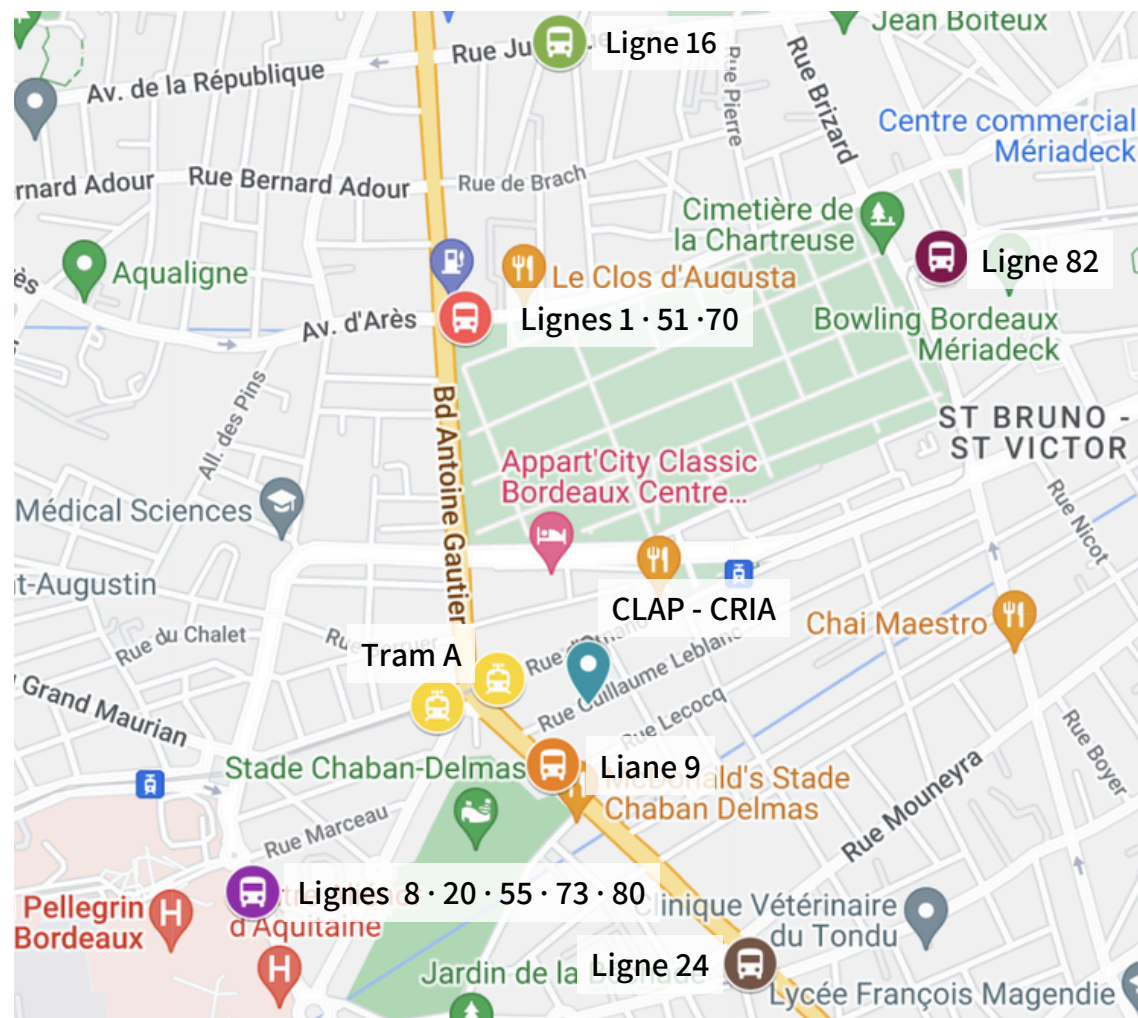 Jean Boiteux
Rue Ju
Ligne 16
Av. de la République
Rue Pierre
Rue Brizard
Centre commercial
Mériadeck
rnard Adour
Rue Bernard Adour
Rue de Brach
Cimetière de
la Chartreuse
Ligne 82
Aqualigne
ès
Le Clos d'Augusta
Av. d'Arès
Lignes 1 · 51 ·70
Bowling Bordeaux
Mériadeck
All. des Pins
Bd Antoine Gautier
ST BRUNO -
ST VICTOR
Appart'City Classic
Bordeaux Centre...
Médical Sciences
Rue Nicot
t-Augustin
CLAP - CRIA
Chai Maestro
Rue du Chalet
Rue
Tram A
Rue d'Ornano
Rue Guillaume Leblanc
Grand Maurian
Rue Lecocq
Rue Boyer
Stade Chaban-Delmas
Liane 9
McDonald's Stade
Chaban Delmas
Rue Mouneyra
Rue Marceau
Pellegrin
Bordeaux
Lignes 8 · 20 · 55 · 73 · 80
d'Aquitaine
Clinique Vétérinaire
du Tondu
Jardin de la
Ligne 24
Lycée François Magendie